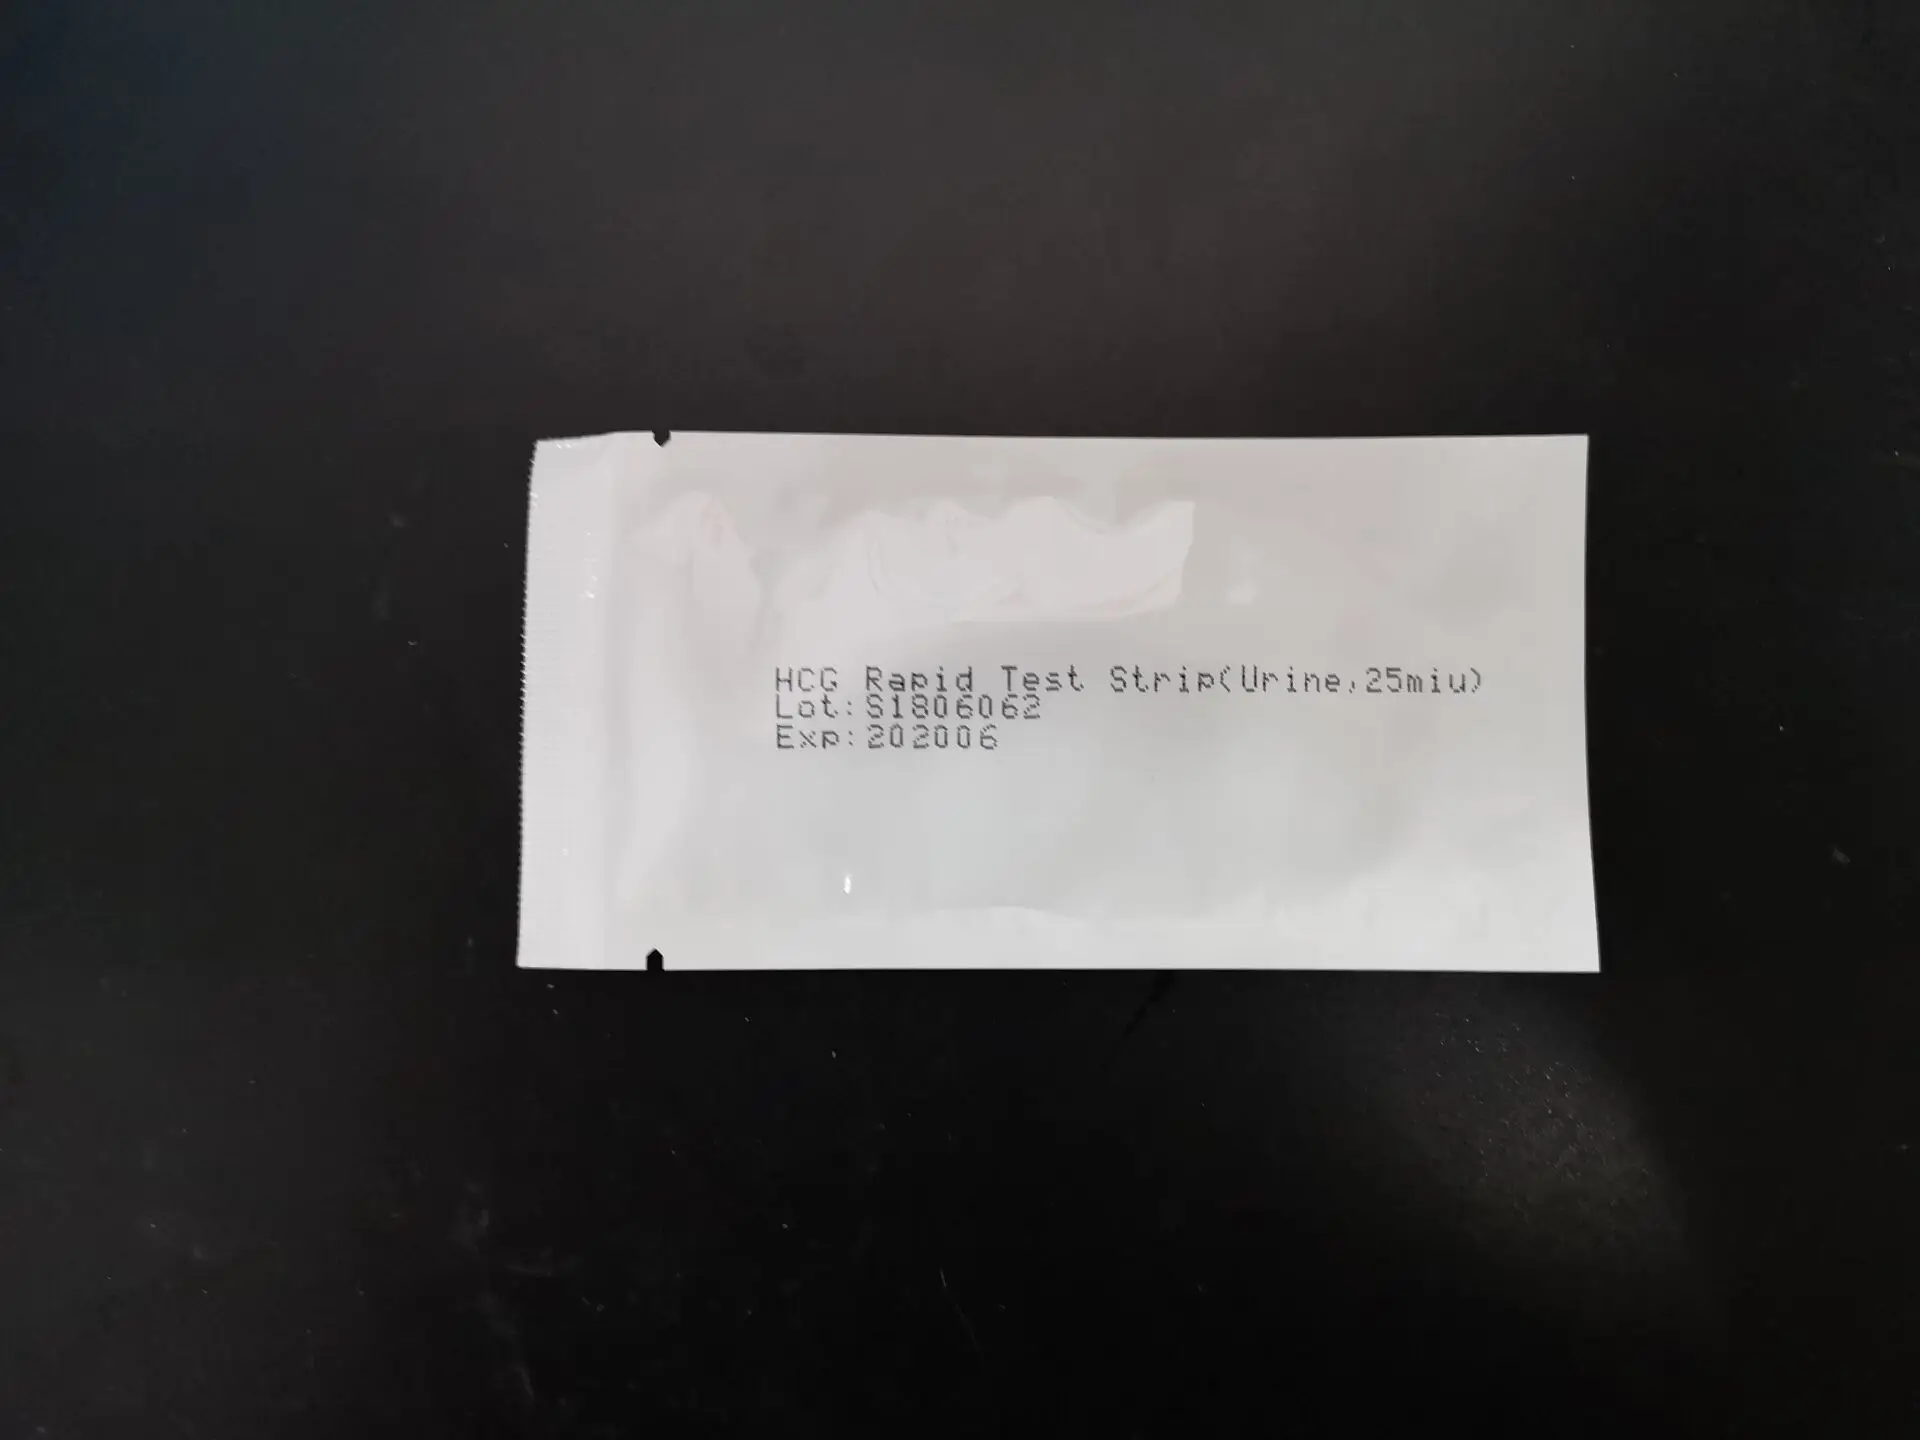 HCG Rapid Test Strip(Urine,25miu)
Lot:S1806062
Exp:202006